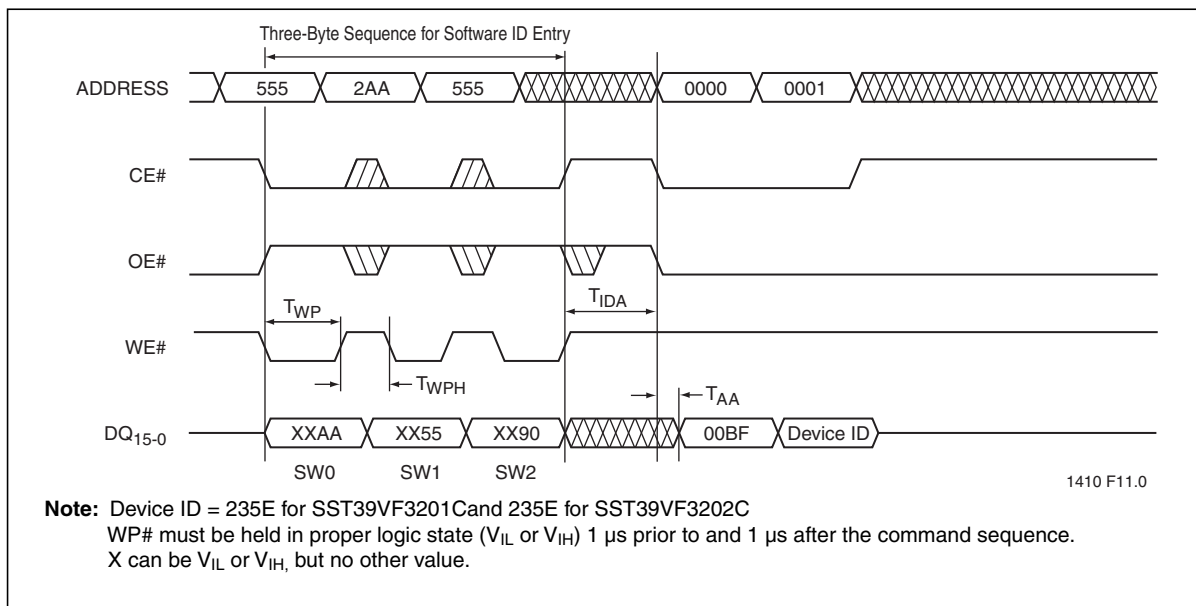 Three-Byte Sequence for Software ID Entry
ADDRESS 555 2AA 555 0000 0001
CE#
OE#
TWP TIDA
WE#
TWPH TAA
DQ15-0 XXAA XX55 XX90 00BF Device ID
SW0 SW1 SW2
1410 F11.0
Note: Device ID = 235E for SST39VF3201Cand 235E for SST39VF3202C
WP# must be held in proper logic state (VIL or VIH) 1 µs prior to and 1 µs after the command sequence.
X can be VIL or VIH, but no other value.